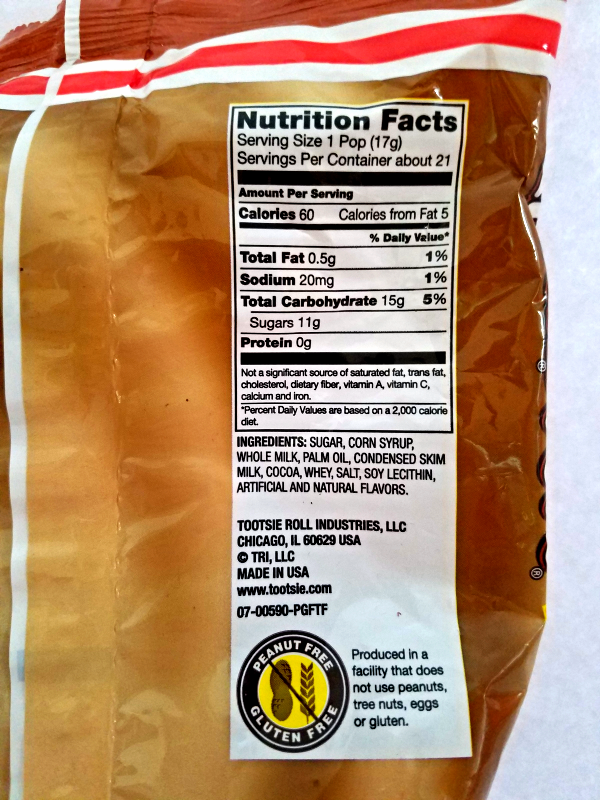 Nutrition Facts
Serving Size 1 Pop (17g)
Servings Per Container about 21
Amount Per Serving
Calories 60 Calories from Fat 5
% Daily Value*
Total Fat 0.5g 1%
Sodium 20mg 1%
Total Carbohydrate 15g 5%
Sugars 11g
Protein 0g
Not a significant source of saturated fat, trans fat,
cholesterol, dietary fiber, vitamin A, vitamin C,
calcium and iron.
*Percent Daily Values are based on a 2,000 calorie
diet.
INGREDIENTS: SUGAR, CORN SYRUP,
WHOLE MILK, PALM OIL, CONDENSED SKIM
MILK, COCOA, WHEY, SALT, SOY LECITHIN,
ARTIFICIAL AND NATURAL FLAVORS.
TOOTSIE ROLL INDUSTRIES, LLC
CHICAGO, IL 60629 USA
© TRI, LLC
MADE IN USA
www.tootsie.com
07-00590-PGFTF
PEANUT FREE
GLUTEN FREE
Produced in a
facility that does
not use peanuts,
tree nuts, eggs
or gluten.
®
®